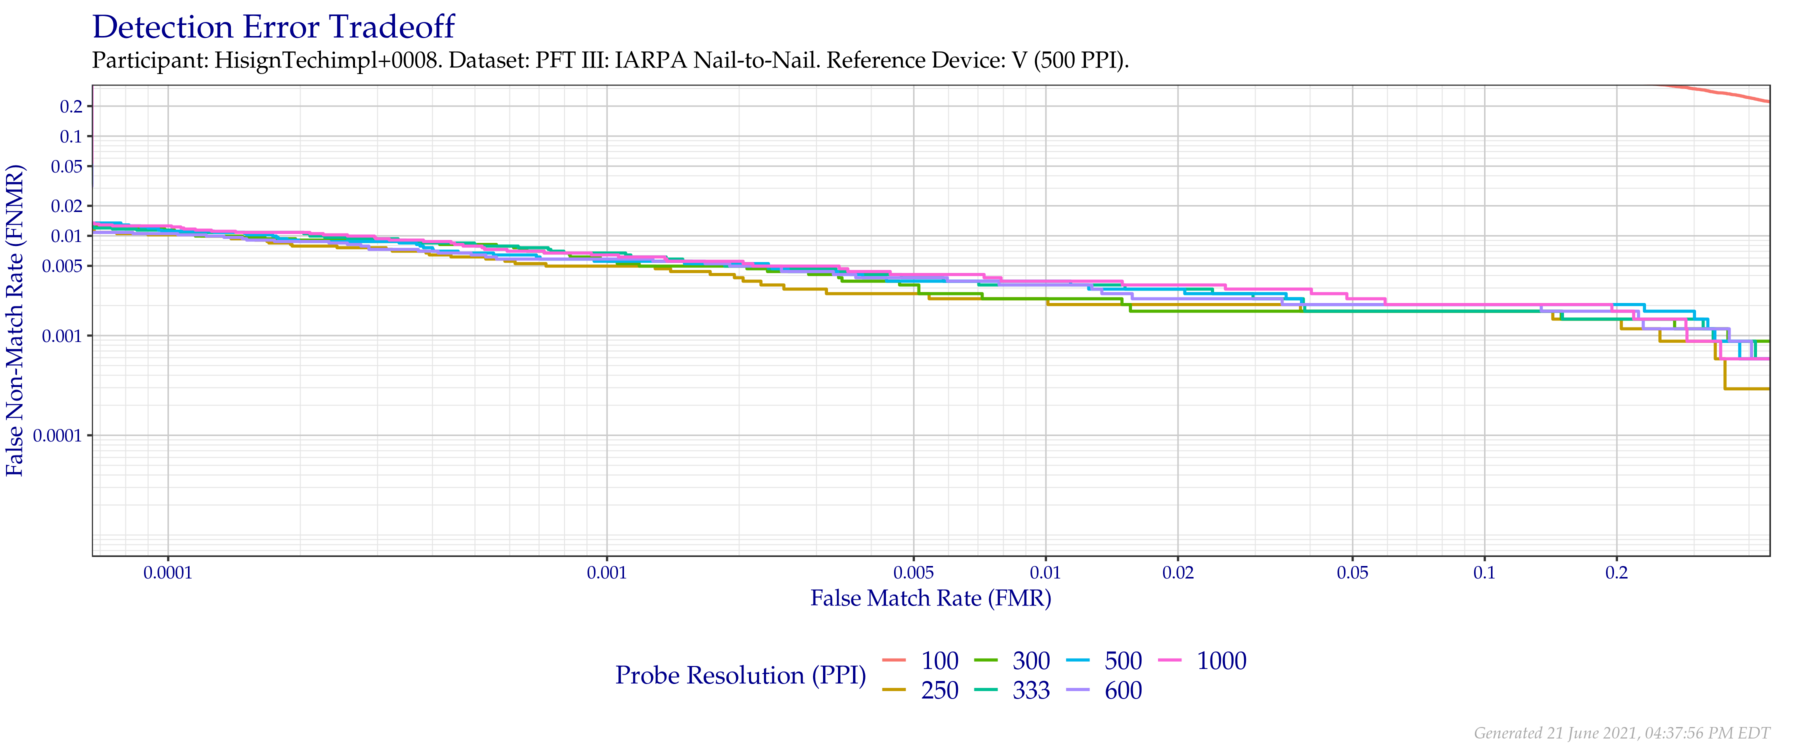 Detection Error Tradeoff
Participant: HisignTechimpl+0008. Dataset: PFT III: IARPA Nail-to-Nail. Reference Device: V (500 PPI).
False Non-Match Rate (FNMR)
0.2
0.1
0.05
0.02
0.01
0.005
0.001
0.0001
0.0001 0.001 0.005 0.01 0.02 0.05 0.1 0.2
False Match Rate (FMR)
Probe Resolution (PPI)
100 300 500 1000
250 333 600
Generated 21 June 2021, 04:37:56 PM EDT